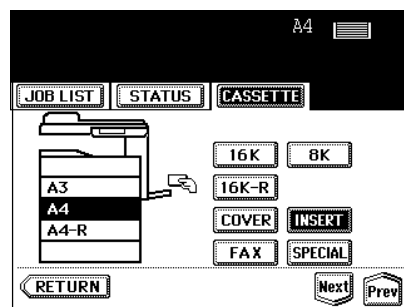 A4
JOB LIST STATUS CASSETTE
16K 8K
A3 16K-R
A4 COVER INSERT
A4-R FAX SPECIAL
RETURN Next Prev